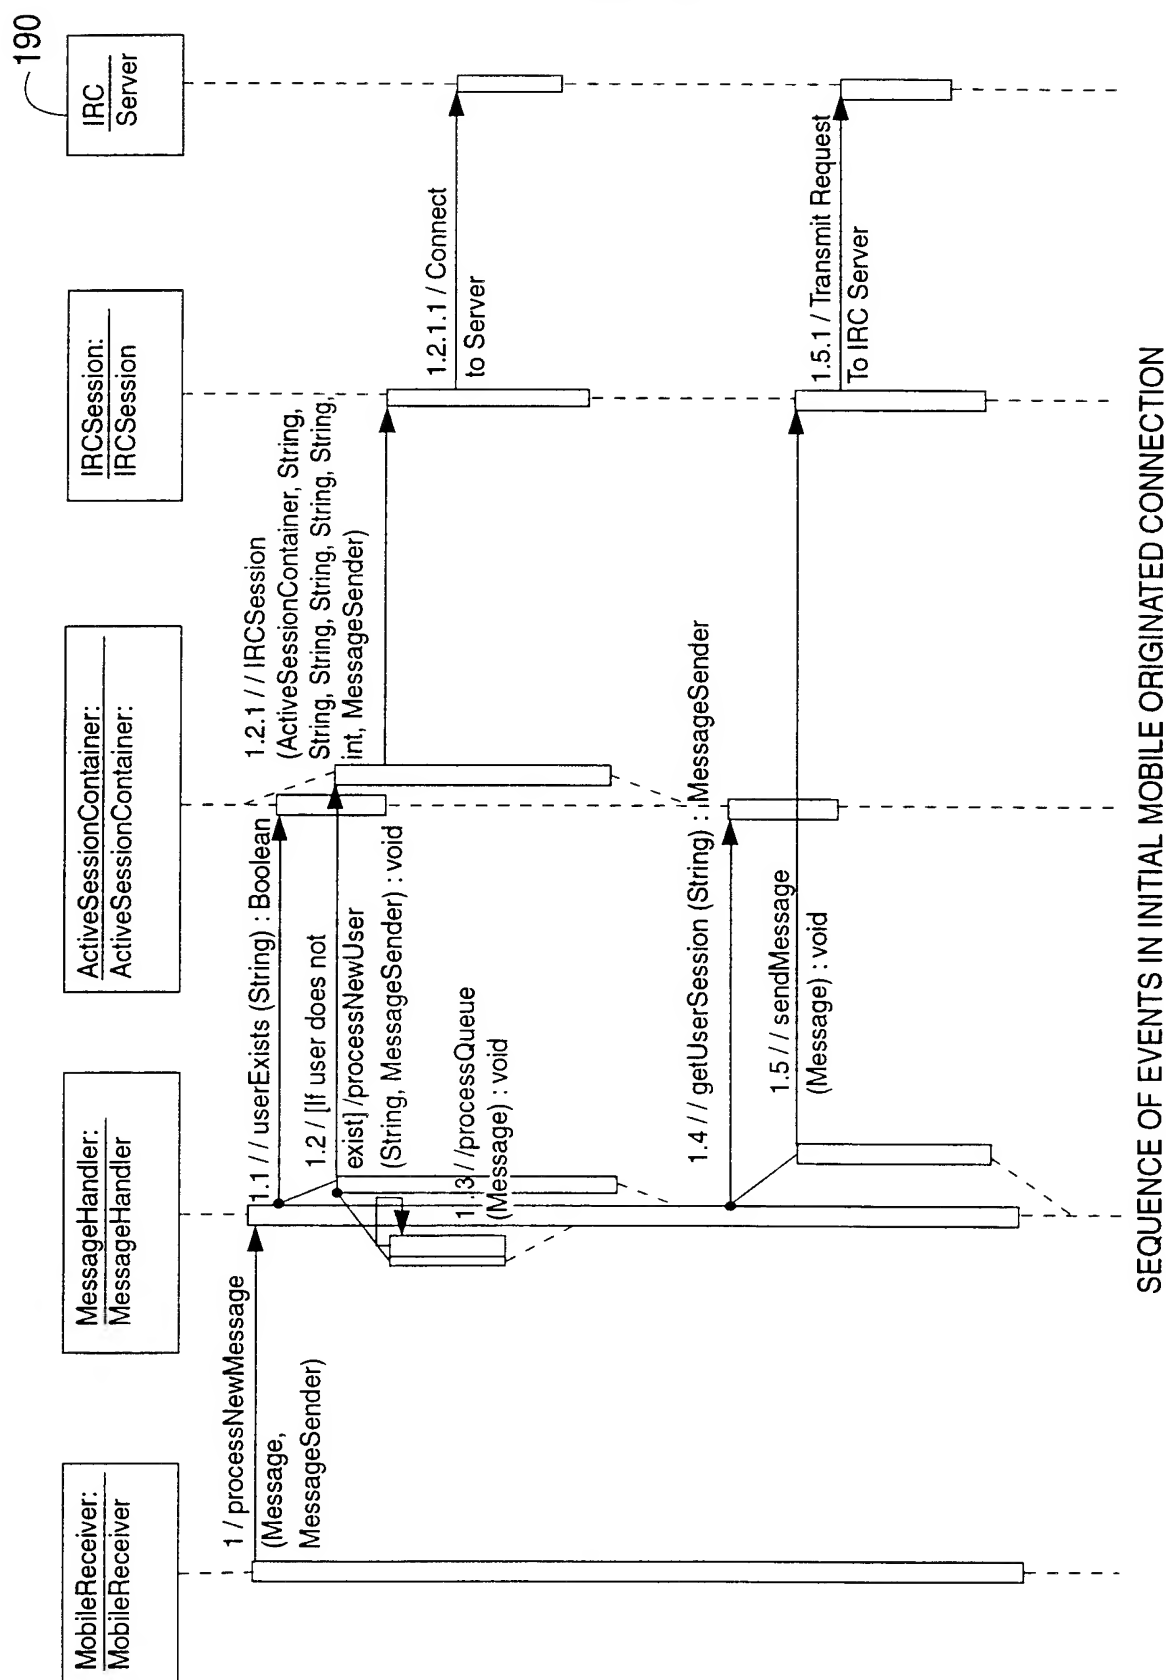 MobileReceiver:
MobileReceiver
MessageHandler:
MessageHandler
ActiveSessionContainer:
ActiveSessionContainer:
IRCSession:
IRCSession
IRC
Server
190
1 / processNewMessage
(Message,
MessageSender)
1.1 / / userExists (String) : Boolean
1.2 / [If user does not
exist] /processNewUser
(String, MessageSender) : void
1.2.1 / / IRCSession
(ActiveSessionContainer, String,
String, String, String, String, String,
int, MessageSender)
1.2.1.1 / Connect
to Server
1.3 / /processQueue
(Message) : void
1.4 / / getUserSession (String) : MessageSender
1.5 / / sendMessage
(Message) : void
1.5.1 / Transmit Request
To IRC Server
SEQUENCE OF EVENTS IN INITIAL MOBILE ORIGINATED CONNECTION